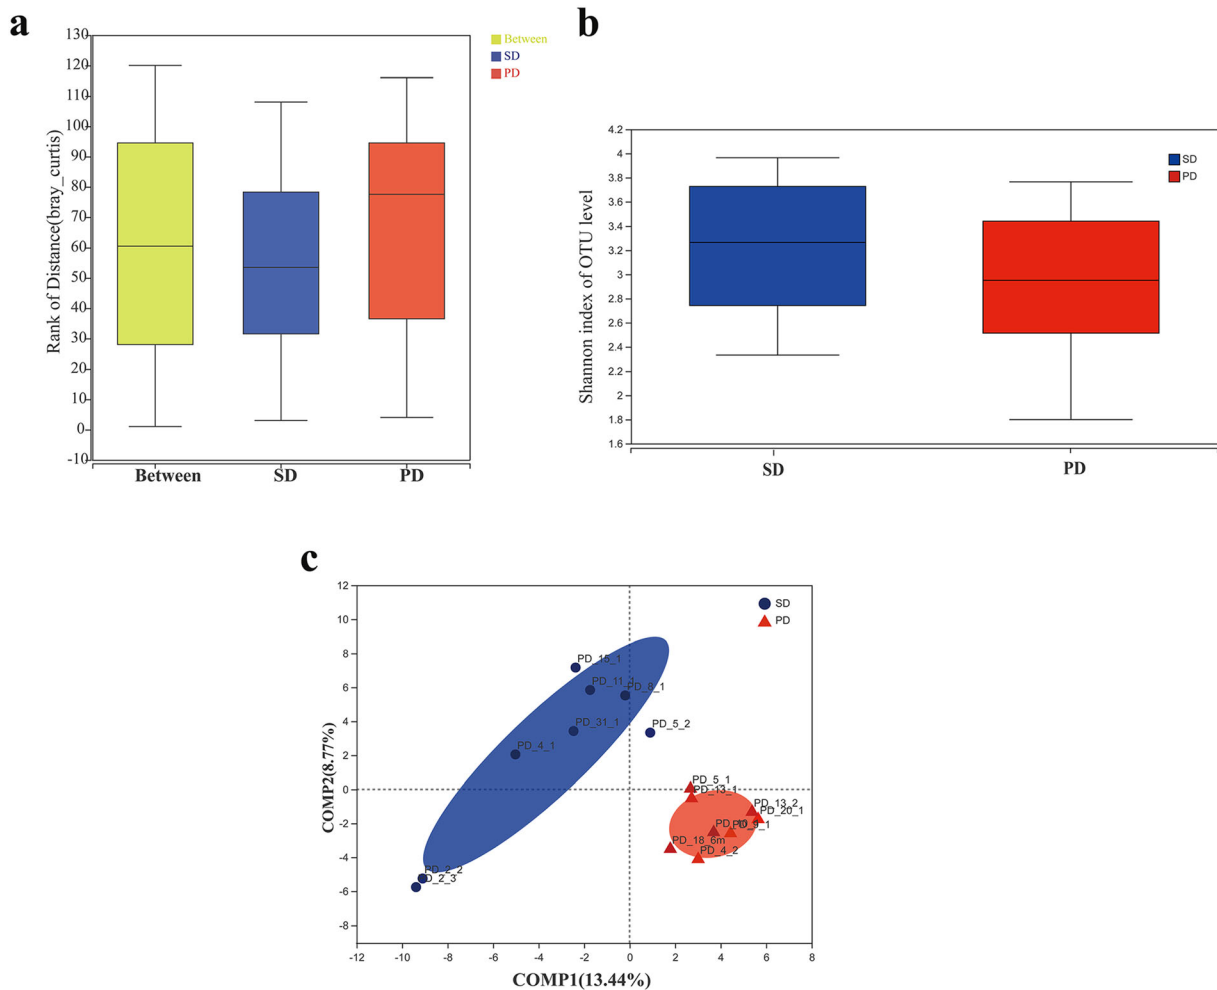 a
130
120
110
100
90
80
70
60
50
40
30
20
10
0
-10
Rank of Distance(bray_curtis)
Between
SD
PD
Between
SD
PD
b
4.2
4
3.8
3.6
3.4
3.2
3
2.8
2.6
2.4
2.2
2
1.8
1.6
Shannon index of OTU level
SD
PD
SD
PD
c
12
10
8
6
4
2
0
-2
-4
-6
-8
COMP2(8.77%)
SD
PD
PD_15_1
PD_11_1
PD_8_1
PD_31_1
PD_5_2
PD_4_1
PD_5_1
PD_13_1
PD_13_2
PD_20_1
PD_9_1
PD_18_6m
PD_4_2
PD_2_2
D_2_3
-12 -10 -8 -6 -4 -2 0 2 4 6 8
COMP1(13.44%)